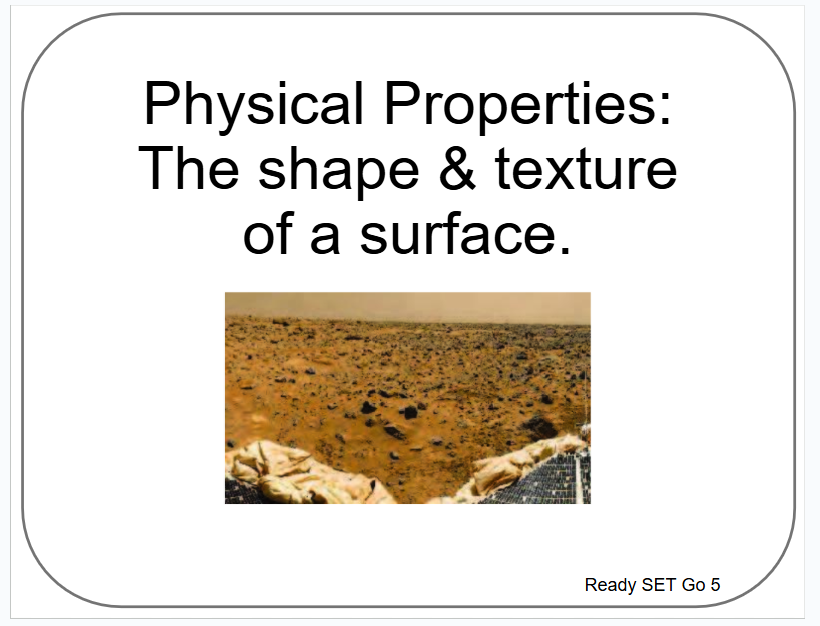 Physical Properties:
The shape & texture
of a surface.
Ready SET Go 5